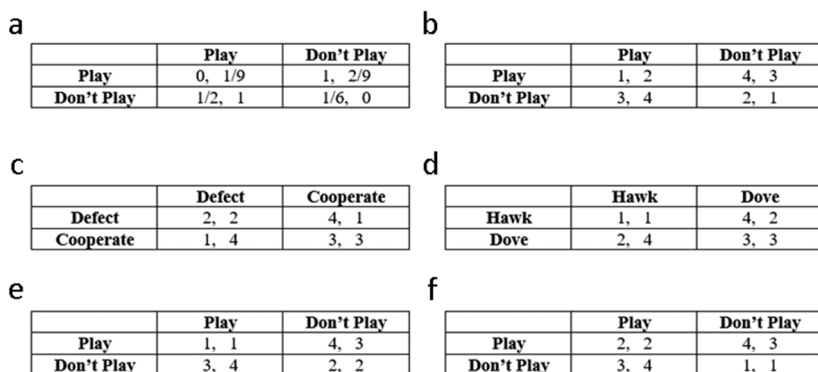 a b
Play Don't Play Play Don't Play
Play 0, 1/9 1, 2/9 Play 1, 2 4, 3
Don't Play 1/2, 1 1/6, 0 Don't Play 3, 4 2, 1
c d
Defect Cooperate Hawk Dove
Defect 2, 2 4, 1 Hawk 1, 1 4, 2
Cooperate 1, 4 3, 3 Dove 2, 4 3, 3
e f
Play Don't Play Play Don't Play
Play 1, 1 4, 3 Play 2, 2 4, 3
Don't Play 3, 4 2, 2 Don't Play 3, 4 1, 1